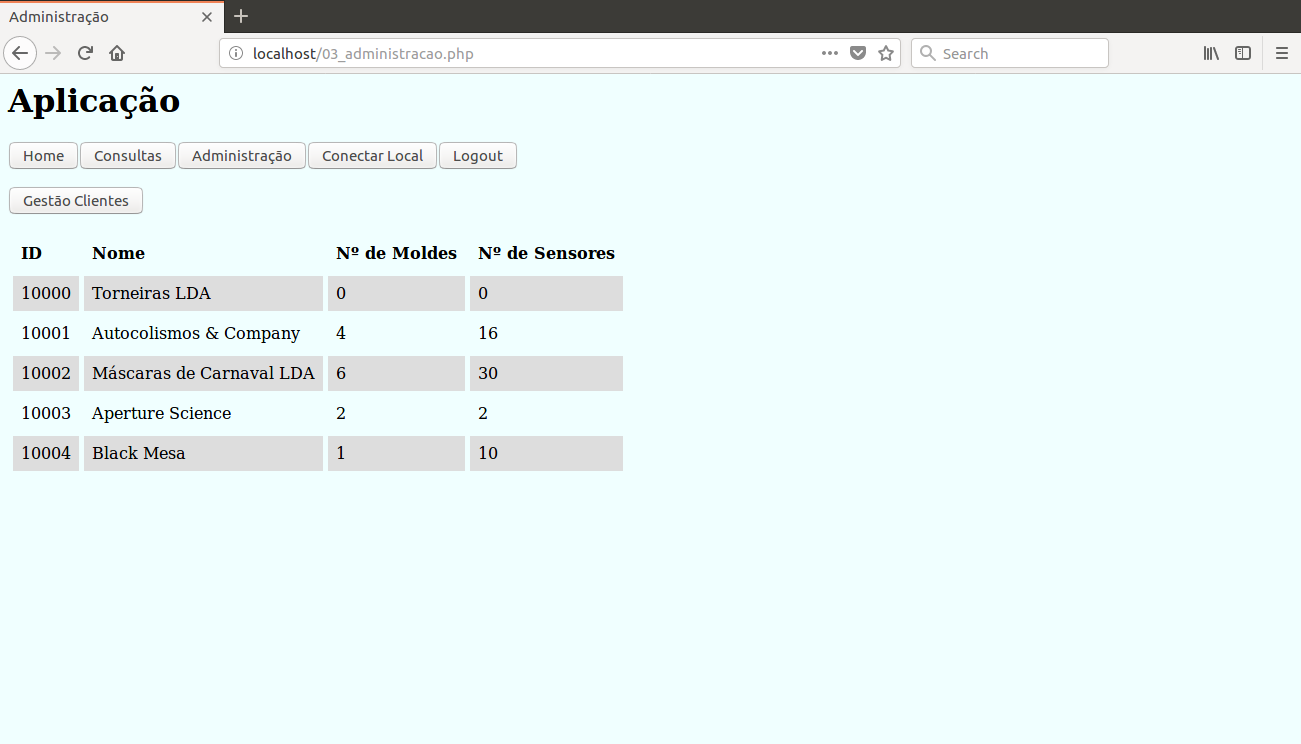 Administração
localhost/03_administracao.php
Search
Aplicação
Home Consultas Administração Conectar Local Logout
Gestão Clientes
ID Nome Nº de Moldes Nº de Sensores
10000 Torneiras LDA 0 0
10001 Autocolismos & Company 4 16
10002 Máscaras de Carnaval LDA 6 30
10003 Aperture Science 2 2
10004 Black Mesa 1 10